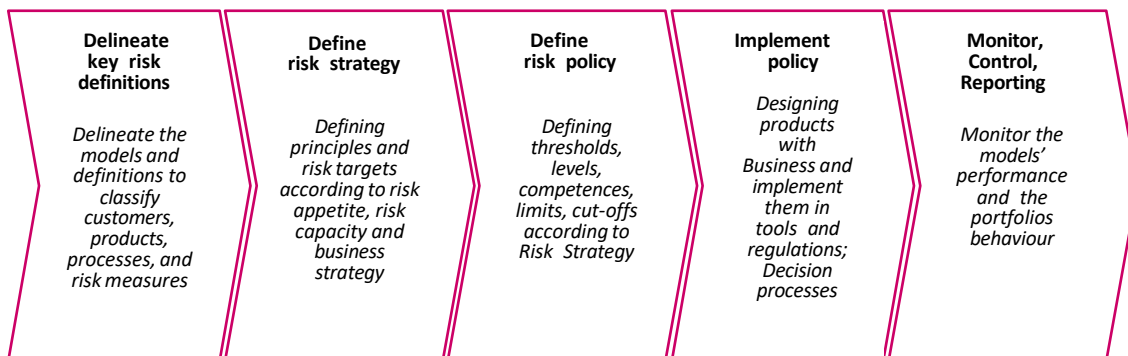 Delineate
key risk
definitions
Delineate the
models and
definitions to
classify
customers,
products,
processes, and
risk measures
Define
risk strategy
Defining
principles and
risk targets
according to risk
appetite, risk
capacity and
business
strategy
Define
risk policy
Defining
thresholds,
levels,
competences,
limits, cut-offs
according to
Risk Strategy
Implement
policy
Designing
products
with
Business and
implement
them in
tools and
regulations;
Decision
processes
Monitor,
Control,
Reporting
Monitor the
models’
performance
and the
portfolios
behaviour